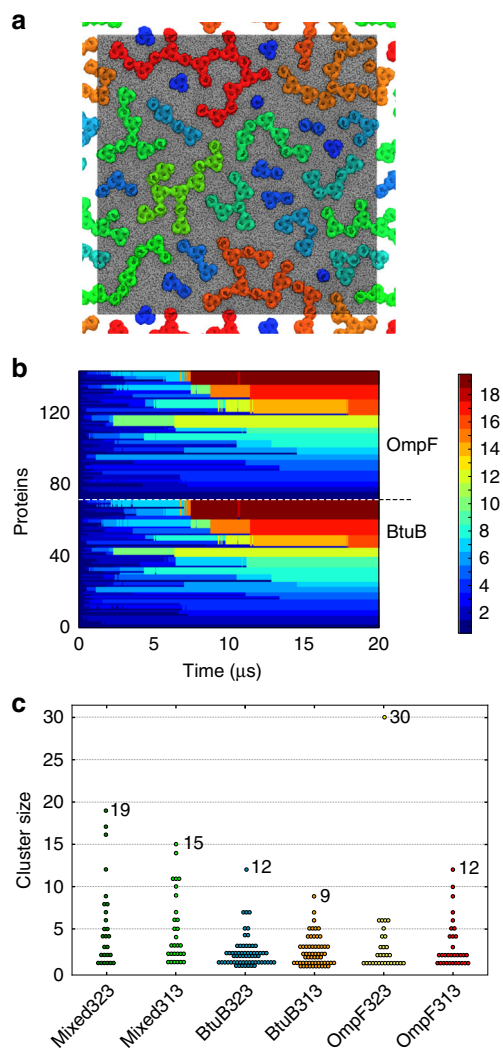 a
b
120
80
40
0
Proteins
OmpF
BtuB
0
5
10
15
20
Time (μs)
18
16
14
12
10
8
6
4
2
c
30
25
20
15
10
5
0
Cluster size
19
15
12
9
30
12
Mixed323
Mixed313
BtuB323
BtuB313
OmpF323
OmpF313